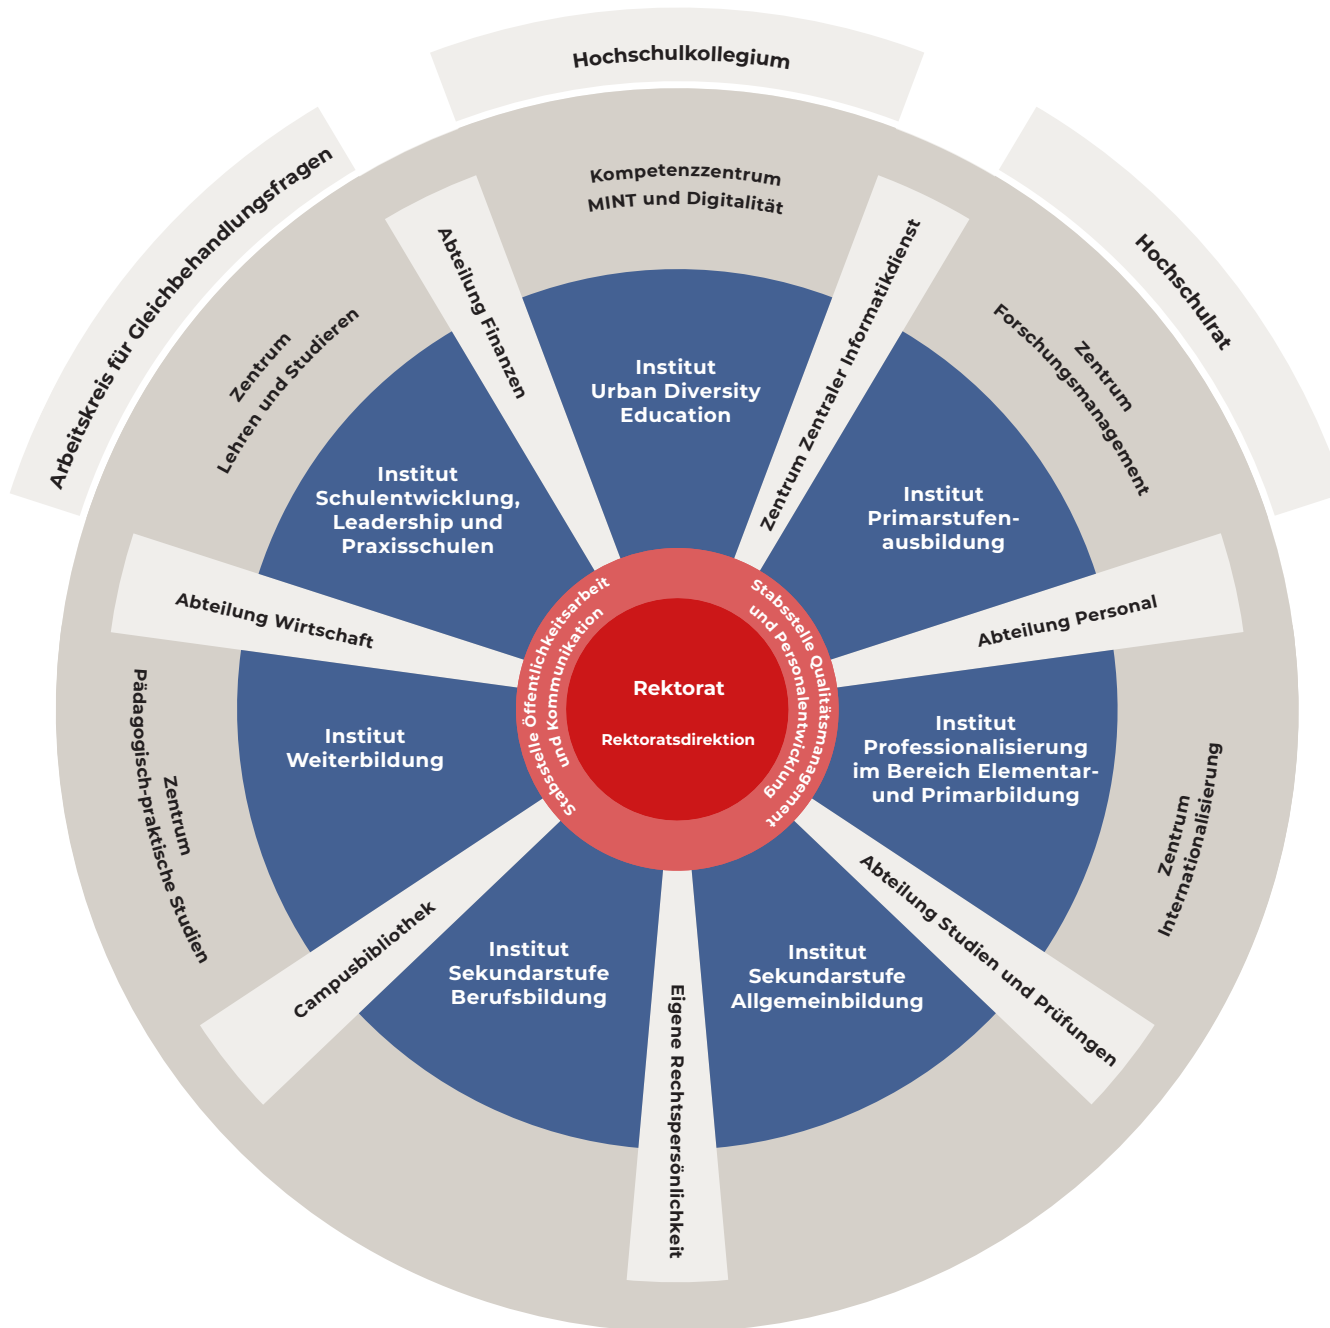 Hochschulkollegium
Arbeitskreis für Gleichbehandlungsfragen
Hochschulrat
Kompetenzzentrum
MINT und Digitalität
Zentrum
Forschungsmanagement
Zentrum
Internationalisierung
Zentrum
Pädagogisch-praktische Studien
Zentrum
Lehren und Studieren
Abteilung Finanzen
Zentrum Zentraler Informatikdienst
Abteilung Personal
Abteilung Studien und Prüfungen
Eigene Rechtspersönlichkeit
Campusbibliothek
Abteilung Wirtschaft
Institut
Urban Diversity
Education
Institut
Primarstufen-
ausbildung
Institut
Professionalisierung
im Bereich Elementar-
und Primarbildung
Institut
Sekundarstufe
Allgemeinbildung
Institut
Sekundarstufe
Berufsbildung
Institut
Weiterbildung
Institut
Schulentwicklung,
Leadership und
Praxisschulen
Stabsstelle Öffentlichkeitsarbeit
und Kommunikation
Stabsstelle Qualitätsmanagement
und Personalentwicklung
Rektorat
Rektoratsdirektion